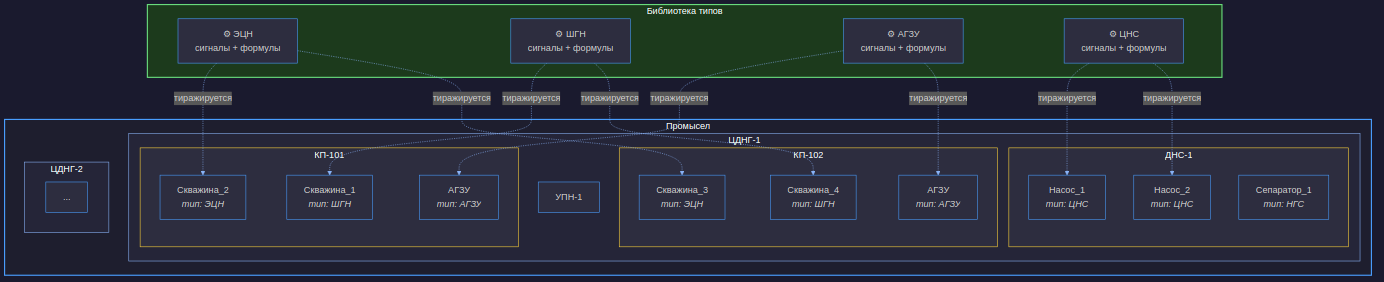 Библиотека типов
⚙ ЭЦН
сигналы + формулы
⚙ ШГН
сигналы + формулы
⚙ АГЗУ
сигналы + формулы
⚙ ЦНС
сигналы + формулы
тиражируется
тиражируется
тиражируется
тиражируется
тиражируется
тиражируется
тиражируется
тиражируется
Промысел
ЦДНГ-2
...
ЦДНГ-1
КП-101
Скважина_2
тип: ЭЦН
Скважина_1
тип: ШГН
АГЗУ
тип: АГЗУ
УПН-1
КП-102
Скважина_3
тип: ЭЦН
Скважина_4
тип: ШГН
АГЗУ
тип: АГЗУ
ДНС-1
Насос_1
тип: ЦНС
Насос_2
тип: ЦНС
Сепаратор_1
тип: НГС